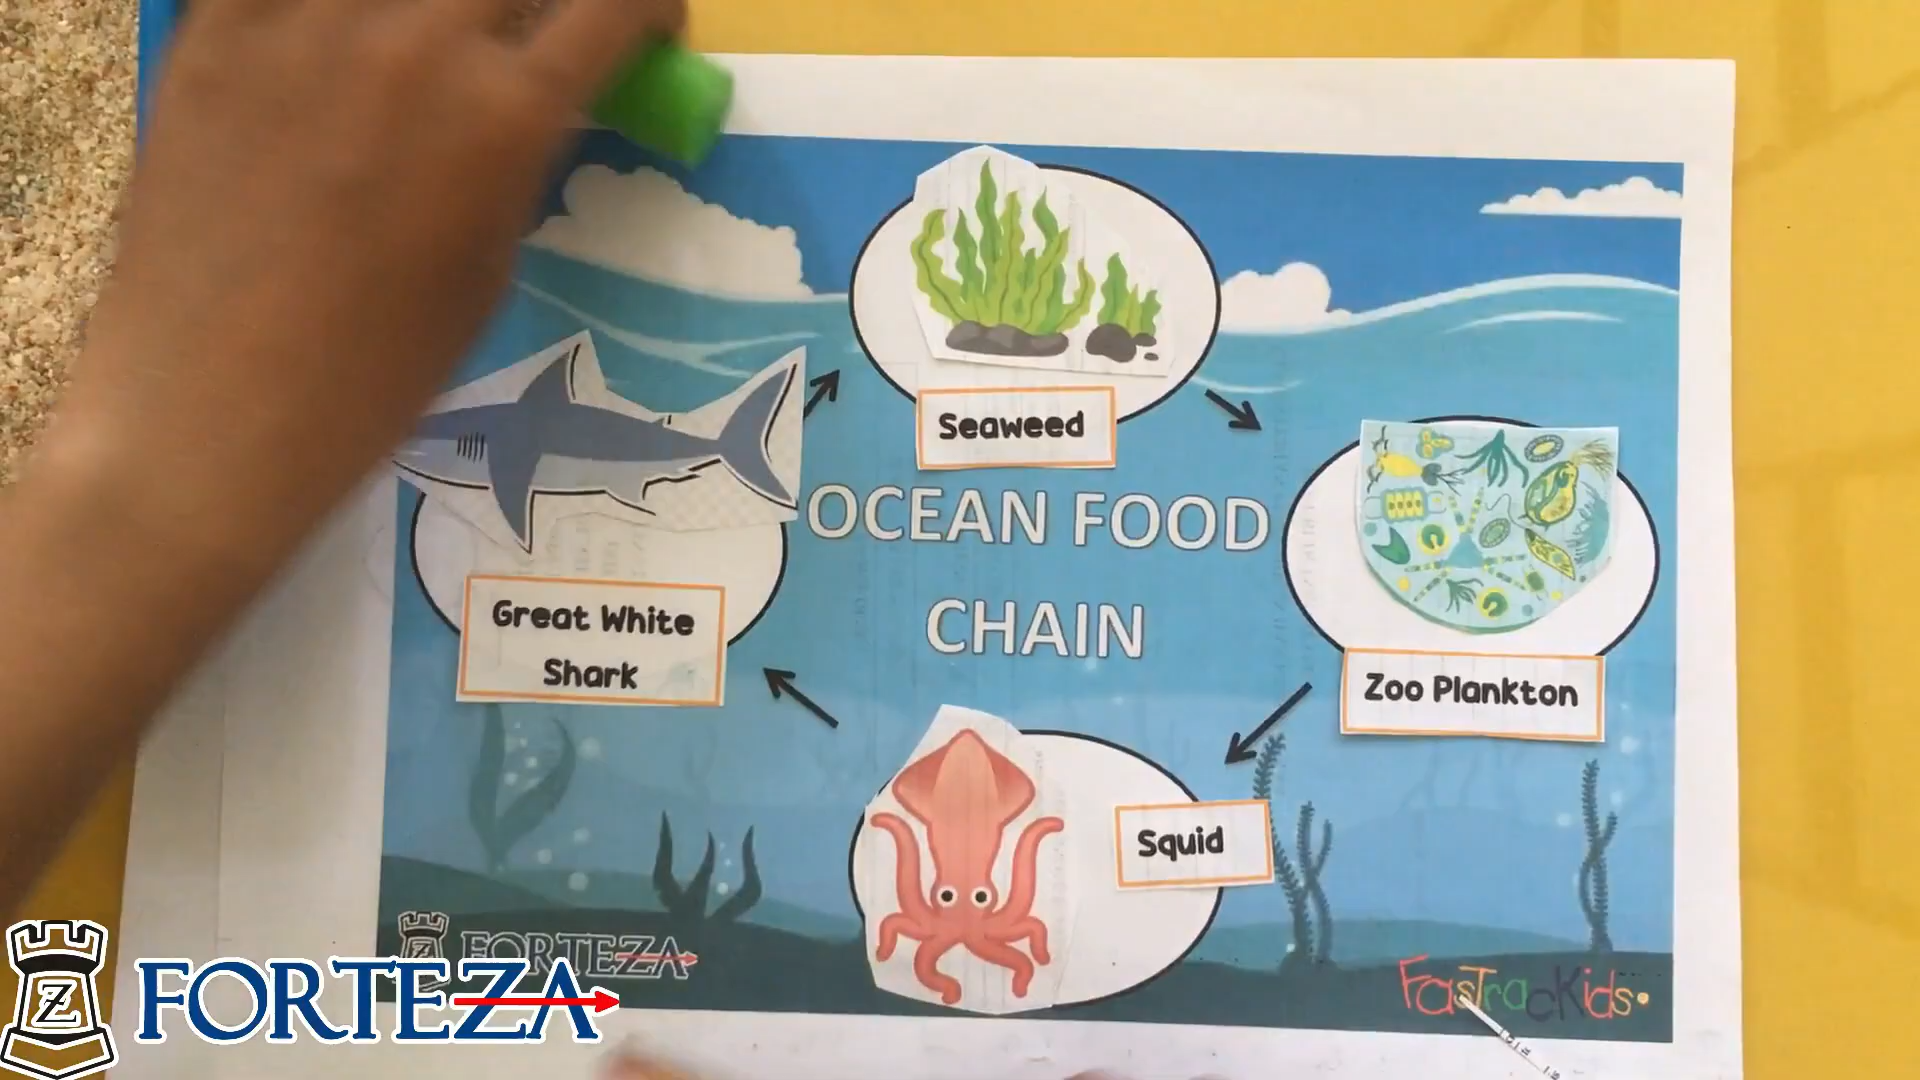 Seaweed
OCEAN FOOD
CHAIN
Great White
Shark
Zoo Plankton
Squid
FORTEZA
FasTracKids
Z
FORTEZA